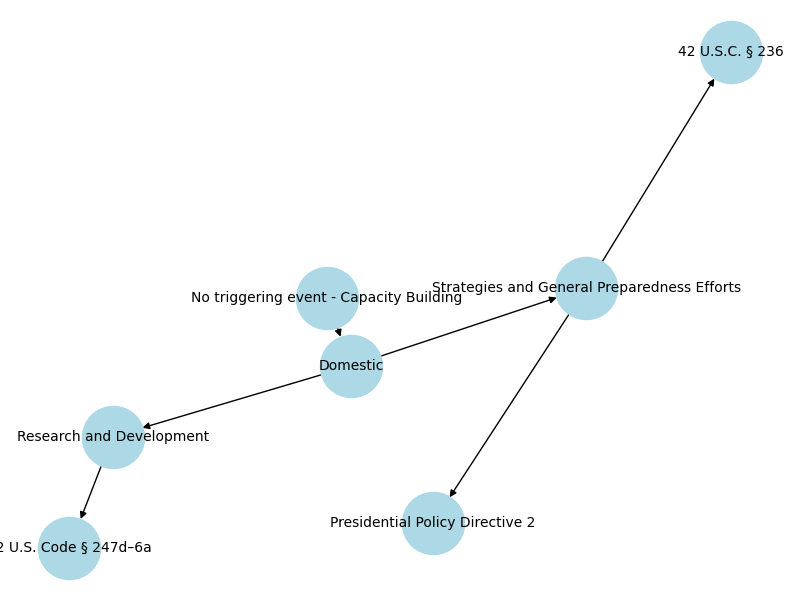 42 U.S.C. § 236
Strategies and General Preparedness Efforts
No triggering event - Capacity Building
Domestic
Research and Development
Presidential Policy Directive 2
2 U.S. Code § 247d–6a